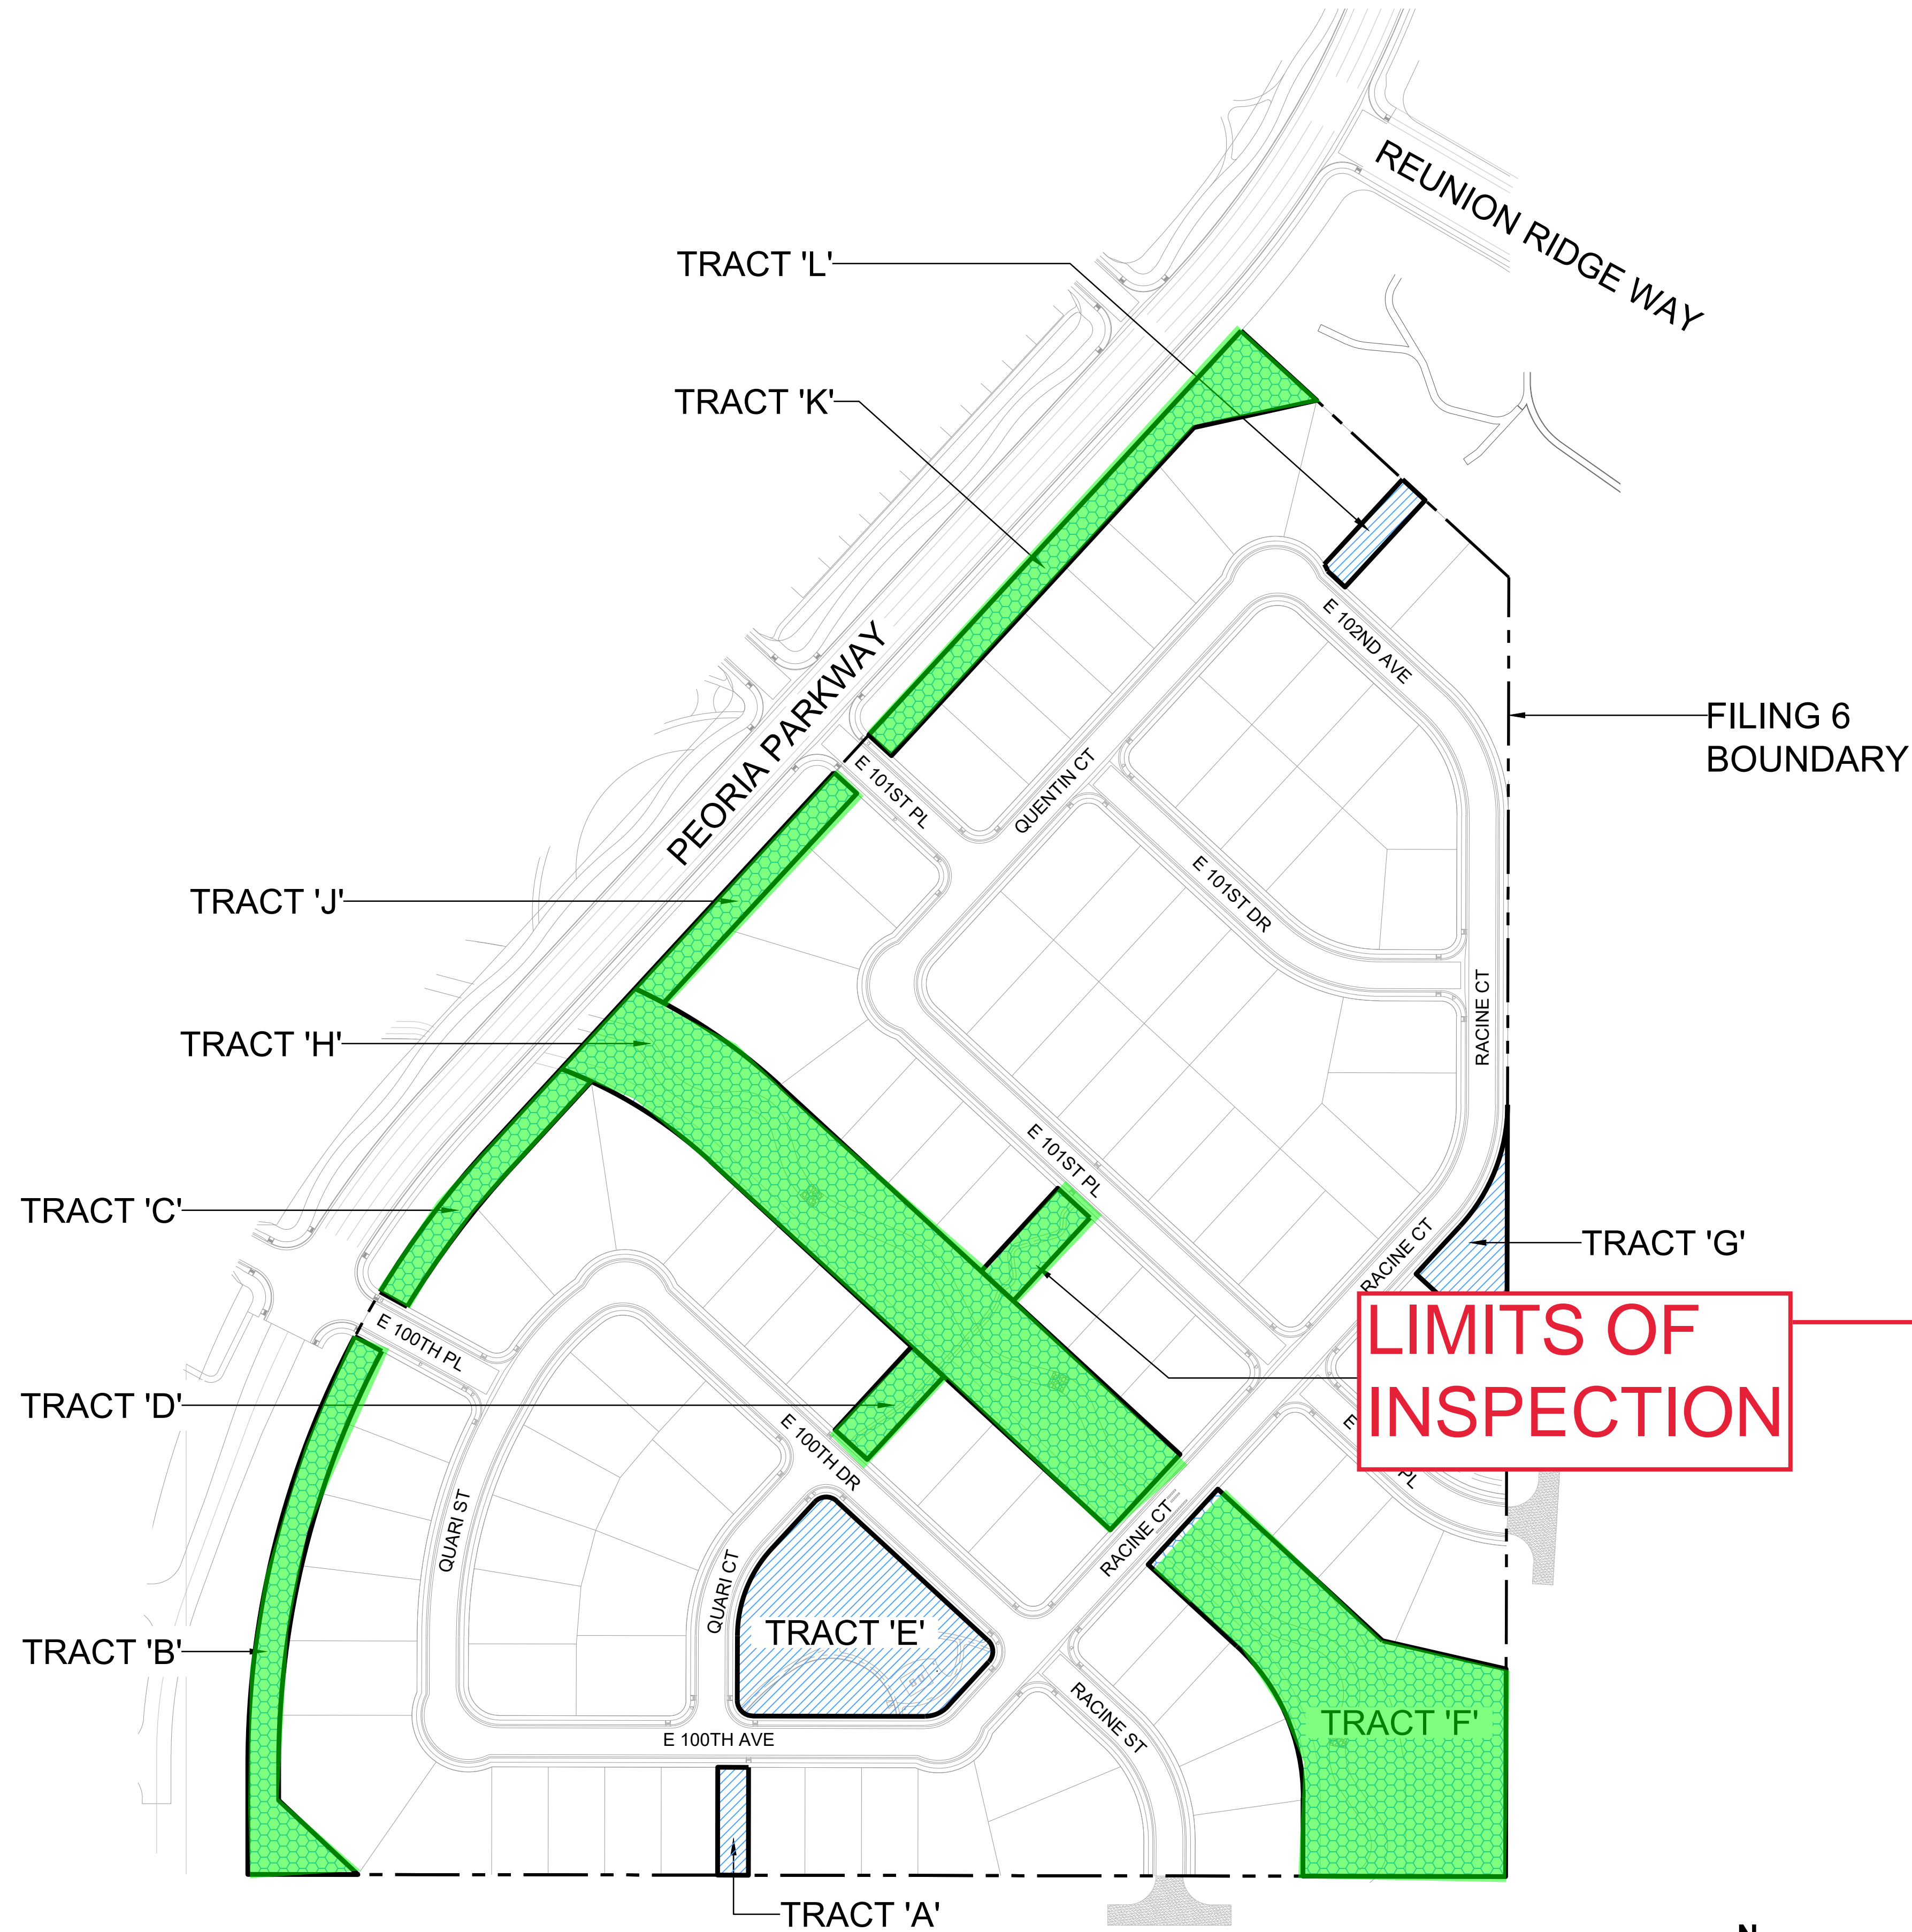 REUNION RIDGE WAY
TRACT 'L'
TRACT 'K'
E 102ND AVE
PEORIA PARKWAY
FILING 6
BOUNDARY
E 101ST PL
QUENTIN CT
E 101ST DR
TRACT 'J'
RACINE CT
TRACT 'H'
E 101ST PL
TRACT 'C'
RACINE CT
TRACT 'G'
LIMITS OF
INSPECTION
E 100TH PL
TRACT 'D'
E 100TH DR
E
PL
QUARI ST
RACINE CT
QUARI CT
TRACT 'E'
TRACT 'B'
RACINE ST
TRACT 'F'
E 100TH AVE
TRACT 'A'
N